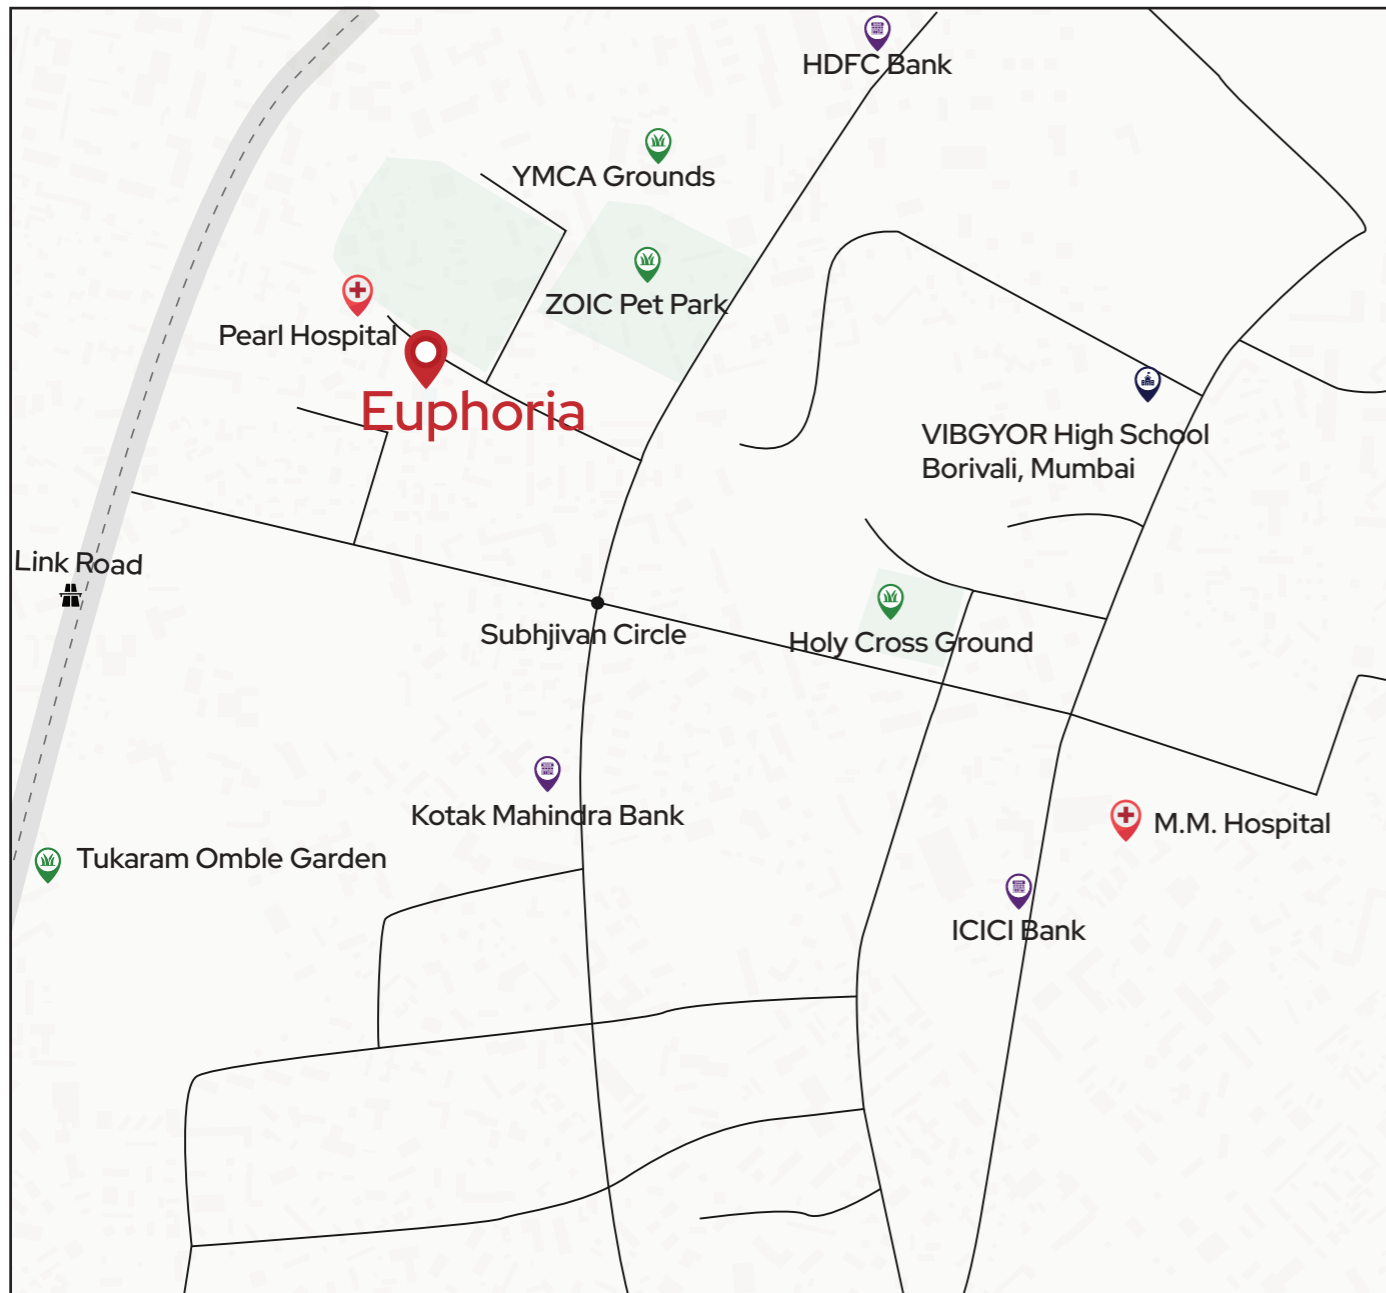 HDFC Bank
YMCA Grounds
ZOIC Pet Park
Pearl Hospital
Euphoria
VIBGYOR High School
Borivali, Mumbai
Link Road
Subhjivan Circle
Holy Cross Ground
Kotak Mahindra Bank
M.M. Hospital
Tukaram Omble Garden
ICICI Bank